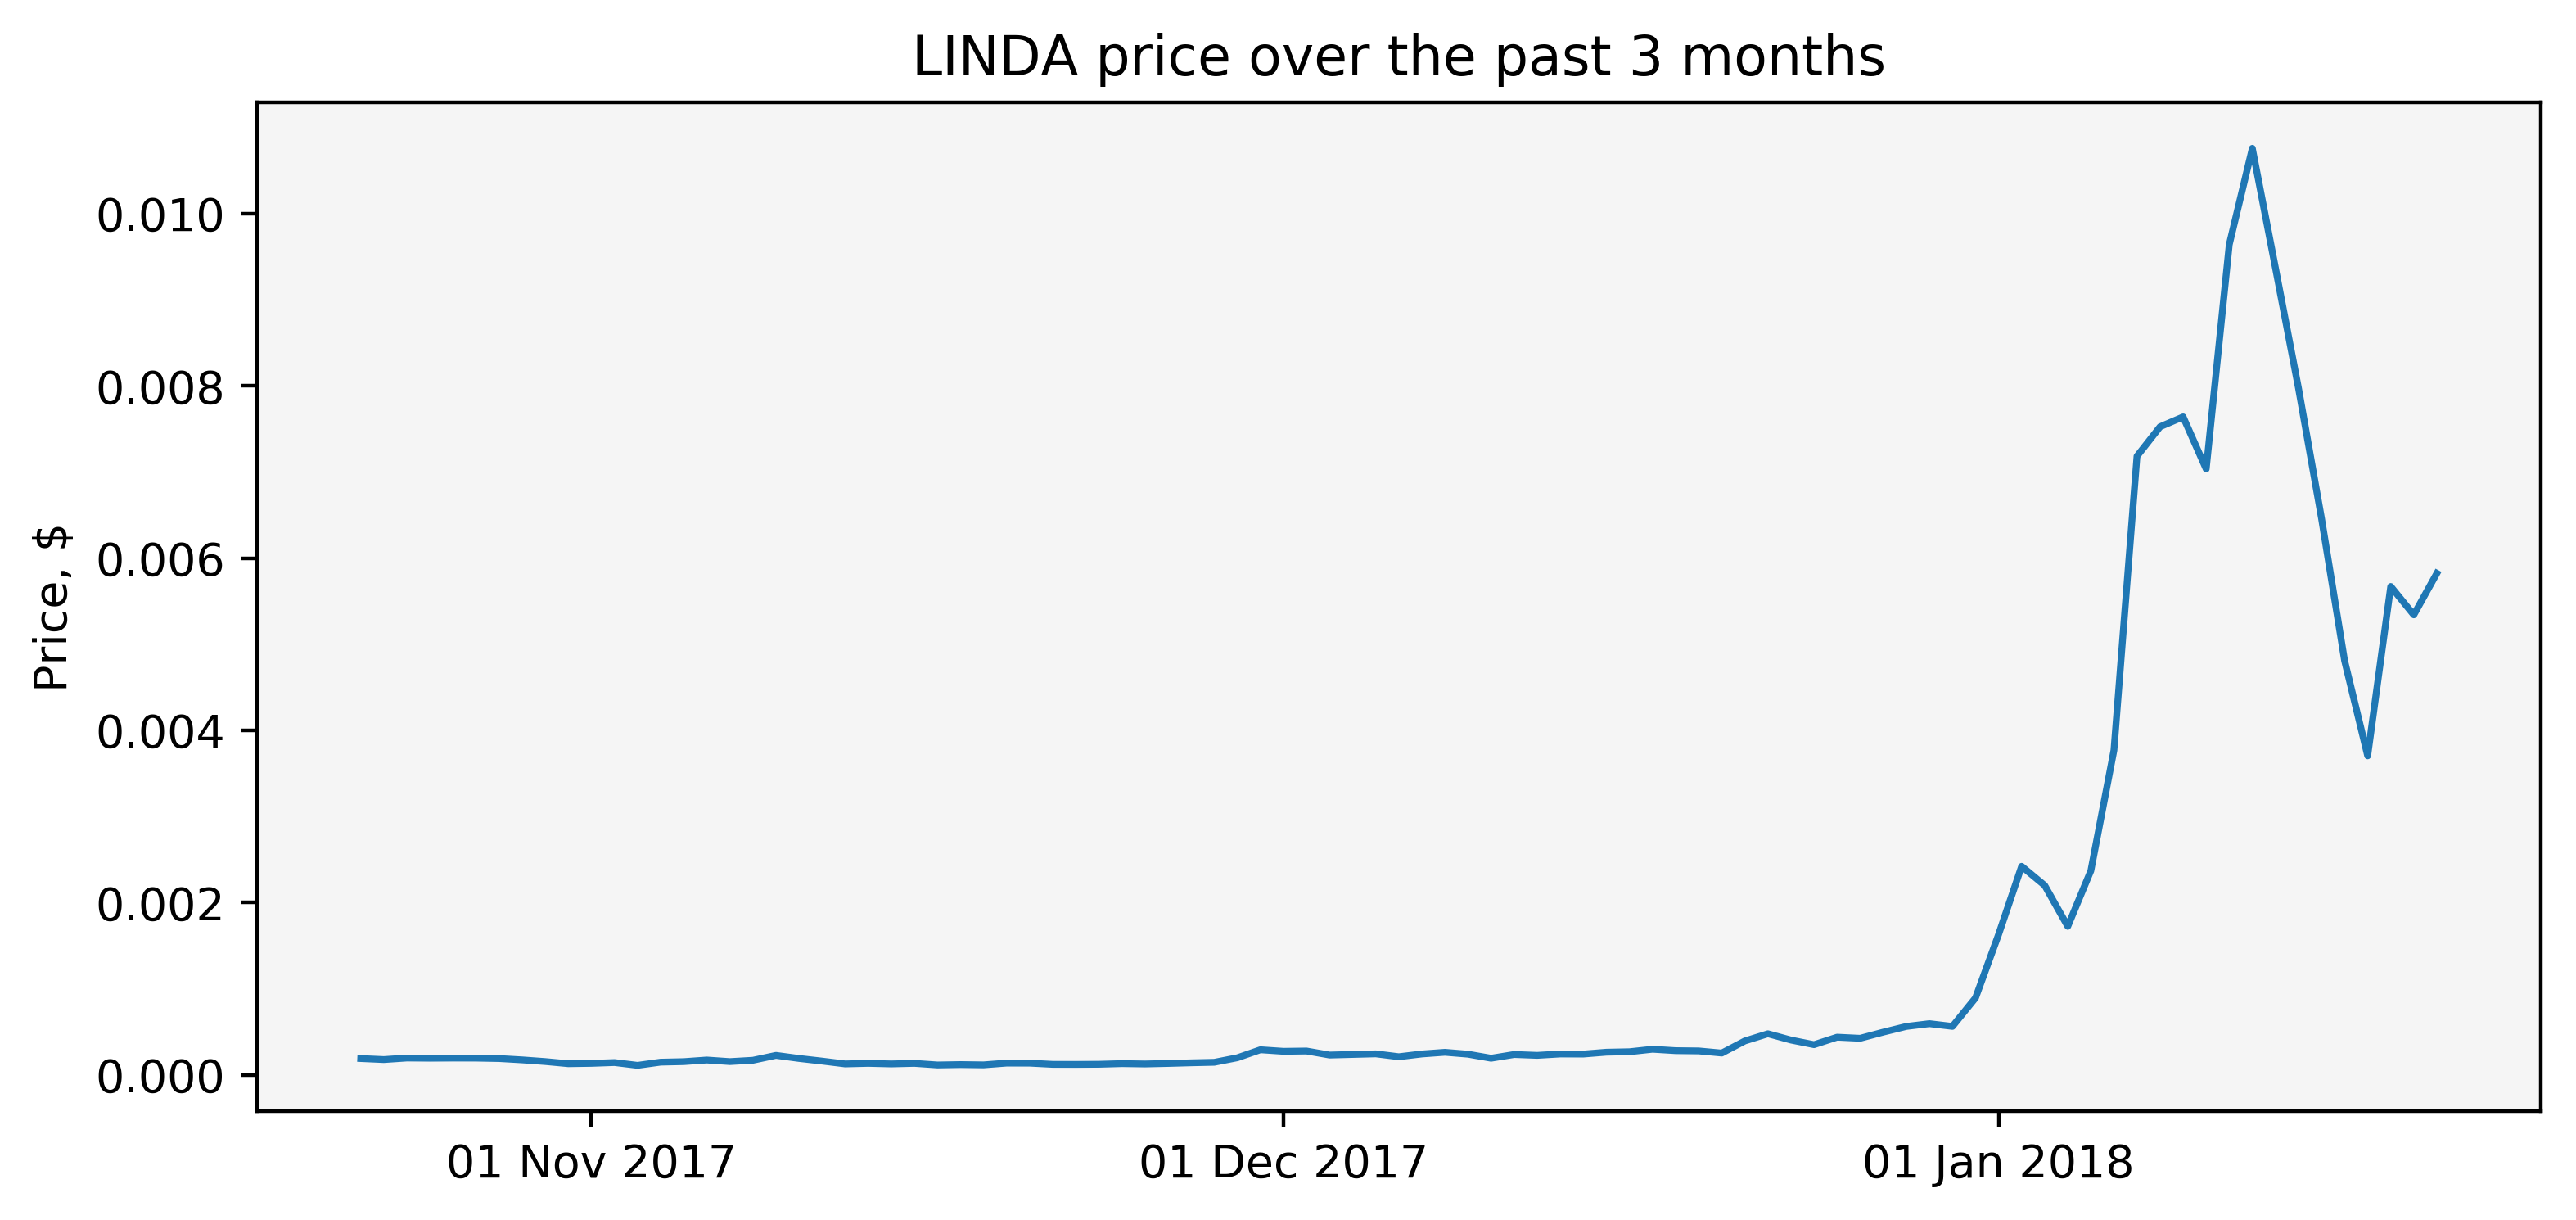 LINDA price over the past 3 months
Price, $
0.010
0.008
0.006
0.004
0.002
0.000
01 Nov 2017
01 Dec 2017
01 Jan 2018